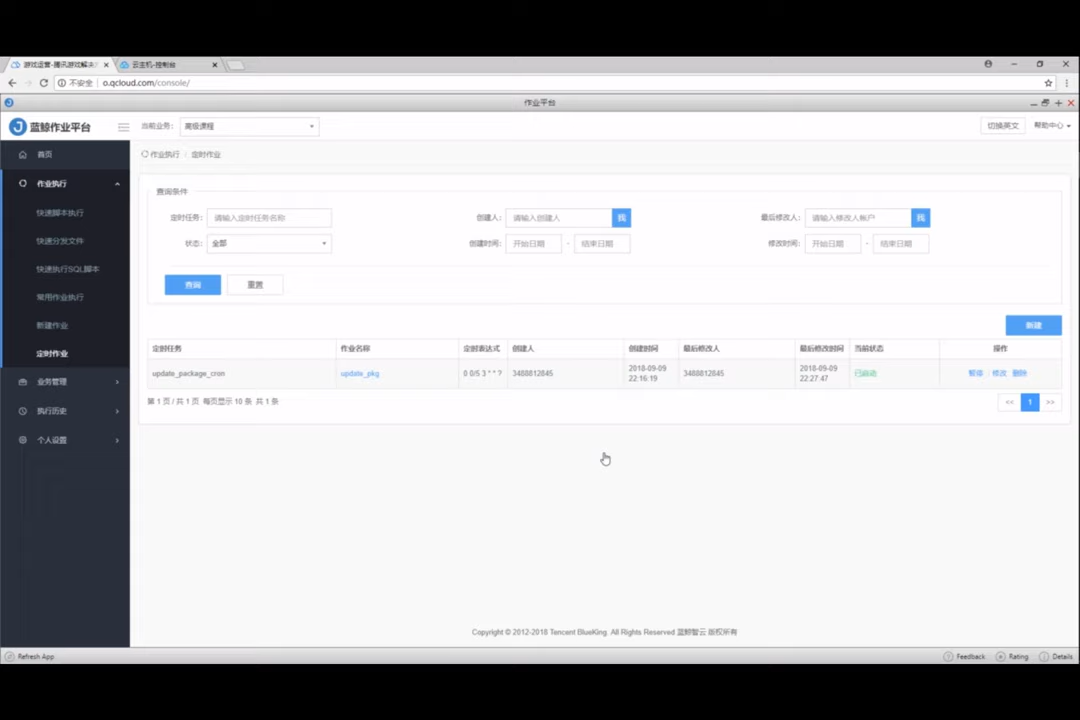 游戏运营-腾讯游戏解决
云主机-控制台
不安全 o.qcloud.com/console/
作业平台
蓝鲸作业平台
当前业务: 高级课程
切换英文 帮助中心
首页
作业执行
快速脚本执行
快速分发文件
快速执行SQL脚本
常用作业执行
新建作业
定时作业
业务管理
执行历史
个人设置
作业执行 定时作业
查询条件
定时任务: 请输入定时任务名称 创建人: 请输入创建人 我 最后修改人: 请输入修改人帐户 我
状态: 全部 创建时间: 开始日期 - 结束日期 修改时间: 开始日期 - 结束日期
查询 重置
新建
定时任务 作业名称 定时表达式 创建人 创建时间 最后修改人 最后修改时间 当前状态 操作
update_package_cron update_pkg 0 0/5 3 * * ? 3488812845 2018-09-09 22:16:19 3488812845 2018-09-09 22:27:47 已启动 暂停 修改 删除
第 1 页 / 共 1 页 每页显示 10 条 共 1 条
<< 1 >>
Copyright © 2012-2018 Tencent BlueKing. All Rights Reserved 蓝鲸智云 版权所有
Refresh App
Feedback Rating Details